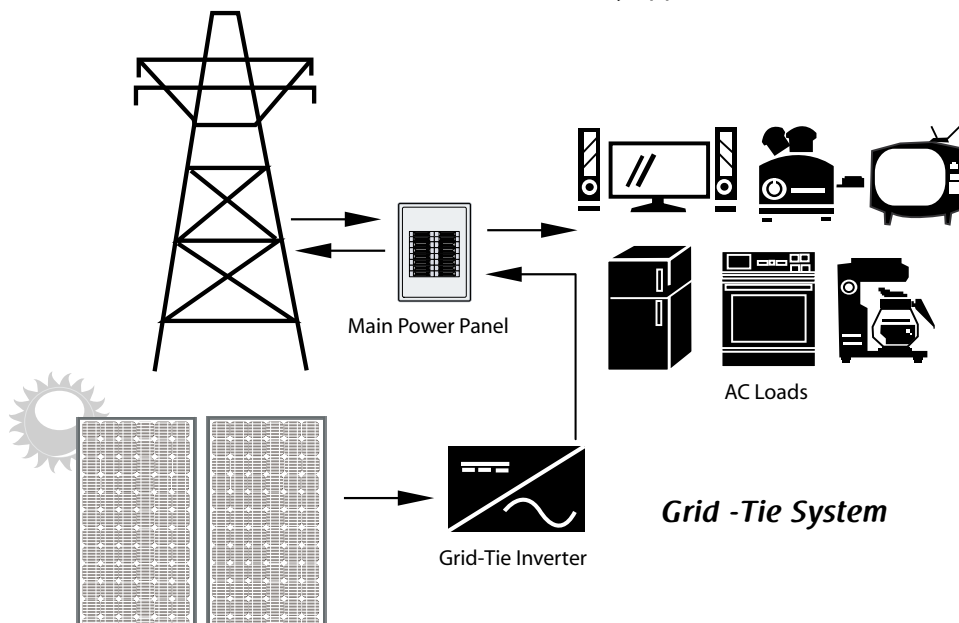 Main Power Panel
AC Loads
Grid -Tie System
Grid-Tie Inverter